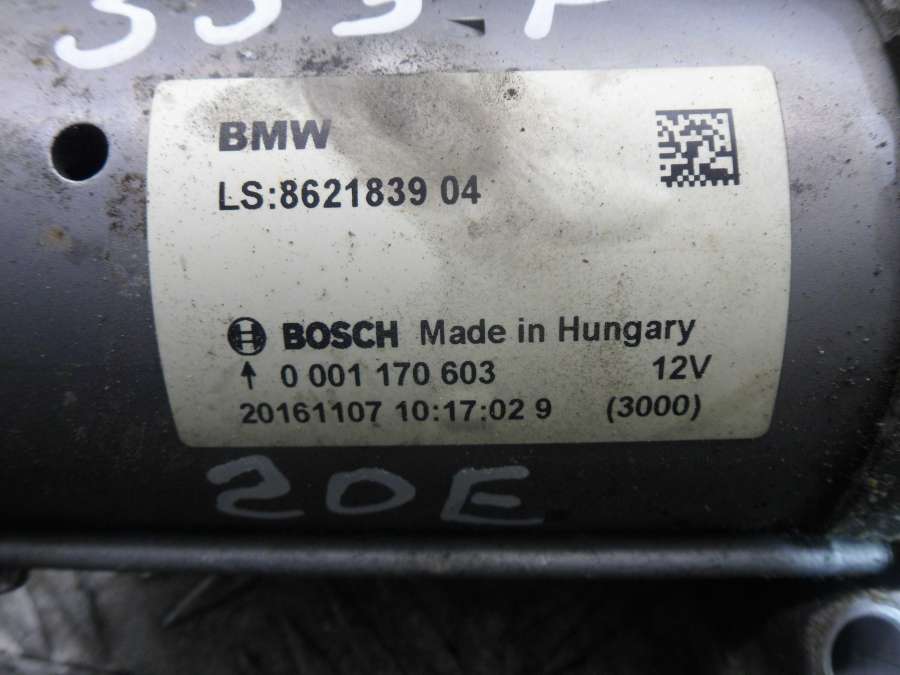 BMW
LS:8621839 04
BOSCH Made in Hungary
↑ 0 001 170 603 12V
20161107 10:17:02 9 (3000)
20E